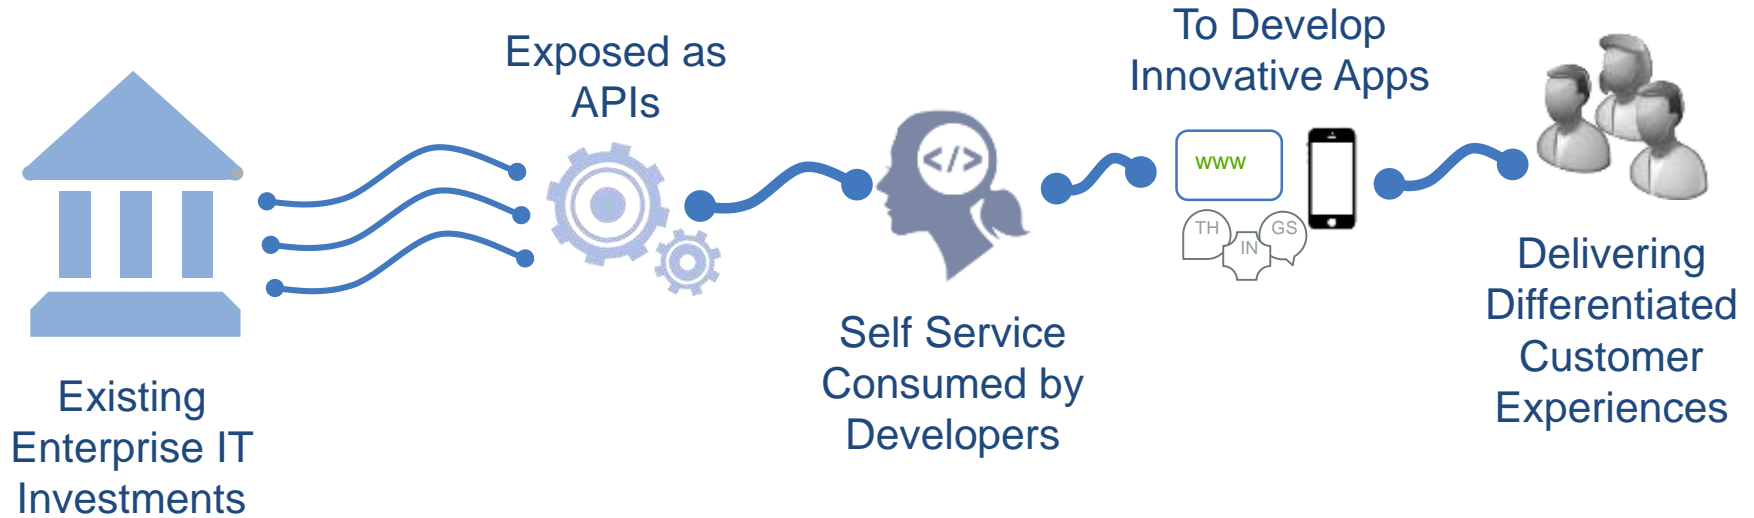 Existing
Enterprise IT
Investments
Exposed as
APIs
</>
Self Service
Consumed by
Developers
To Develop
Innovative Apps
www
TH
IN
GS
Delivering
Differentiated
Customer
Experiences